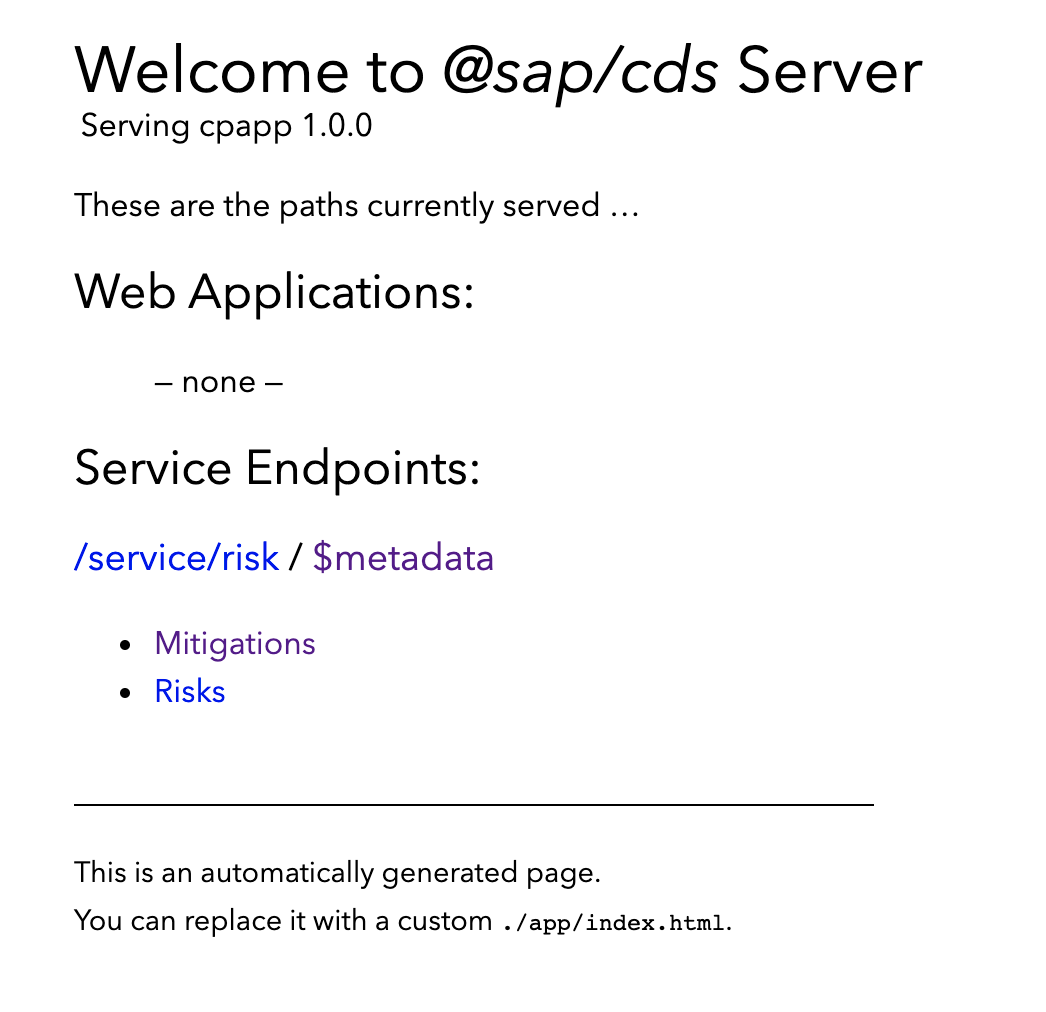 Welcome to @sap/cds Server
Serving cpapp 1.0.0
These are the paths currently served …
Web Applications:
– none –
Service Endpoints:
/service/risk / $metadata
• Mitigations
• Risks
This is an automatically generated page.
You can replace it with a custom ./app/index.html.